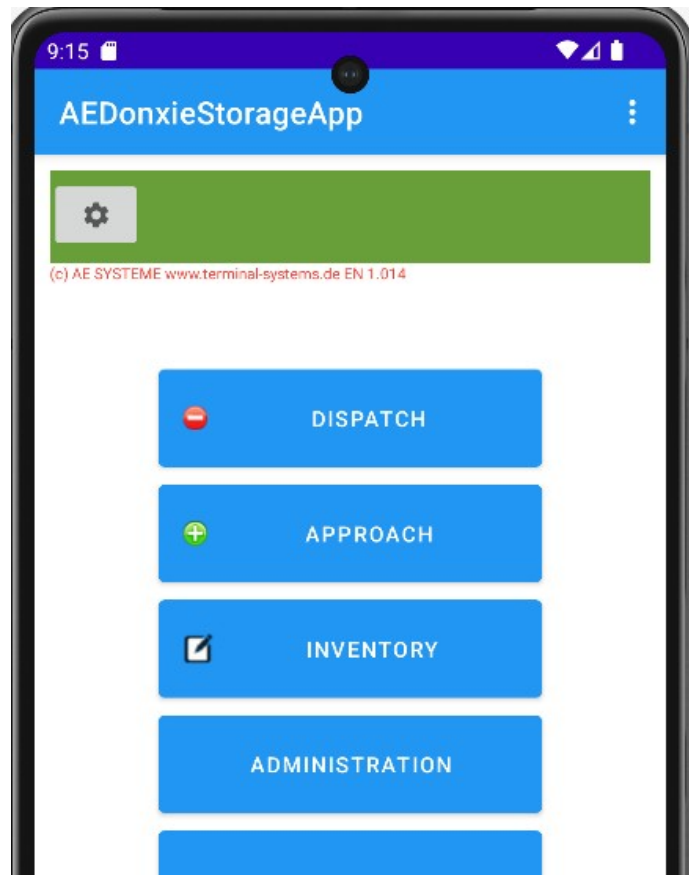 9:15
AEDonxieStorageApp
(c) AE SYSTEME www.terminal-systems.de EN 1.014
DISPATCH
APPROACH
INVENTORY
ADMINISTRATION